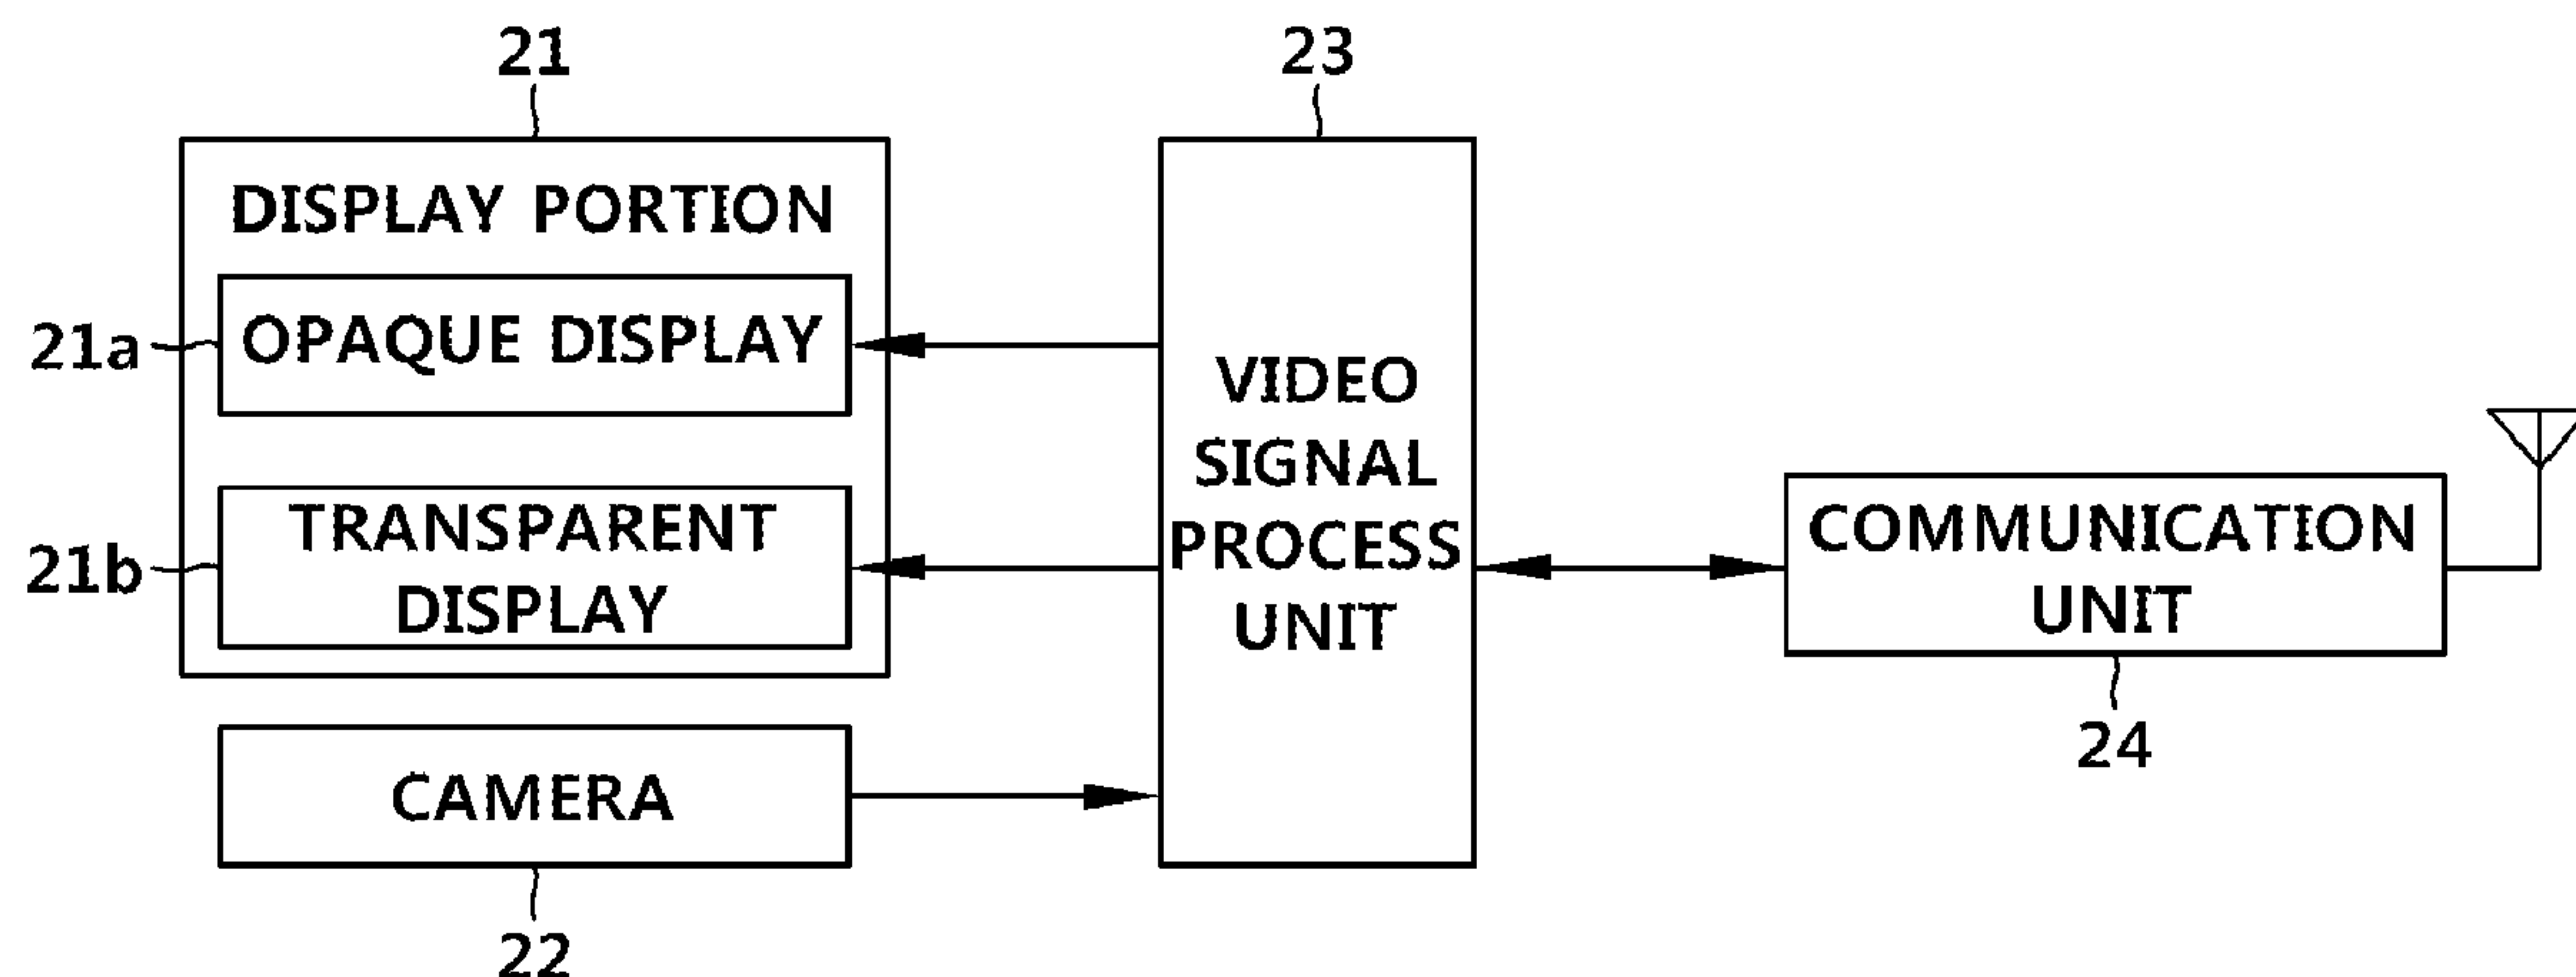 21
23
DISPLAY PORTION
21a
OPAQUE DISPLAY
21b
TRANSPARENT
DISPLAY
VIDEO
SIGNAL
PROCESS
UNIT
COMMUNICATION
UNIT
24
CAMERA
22